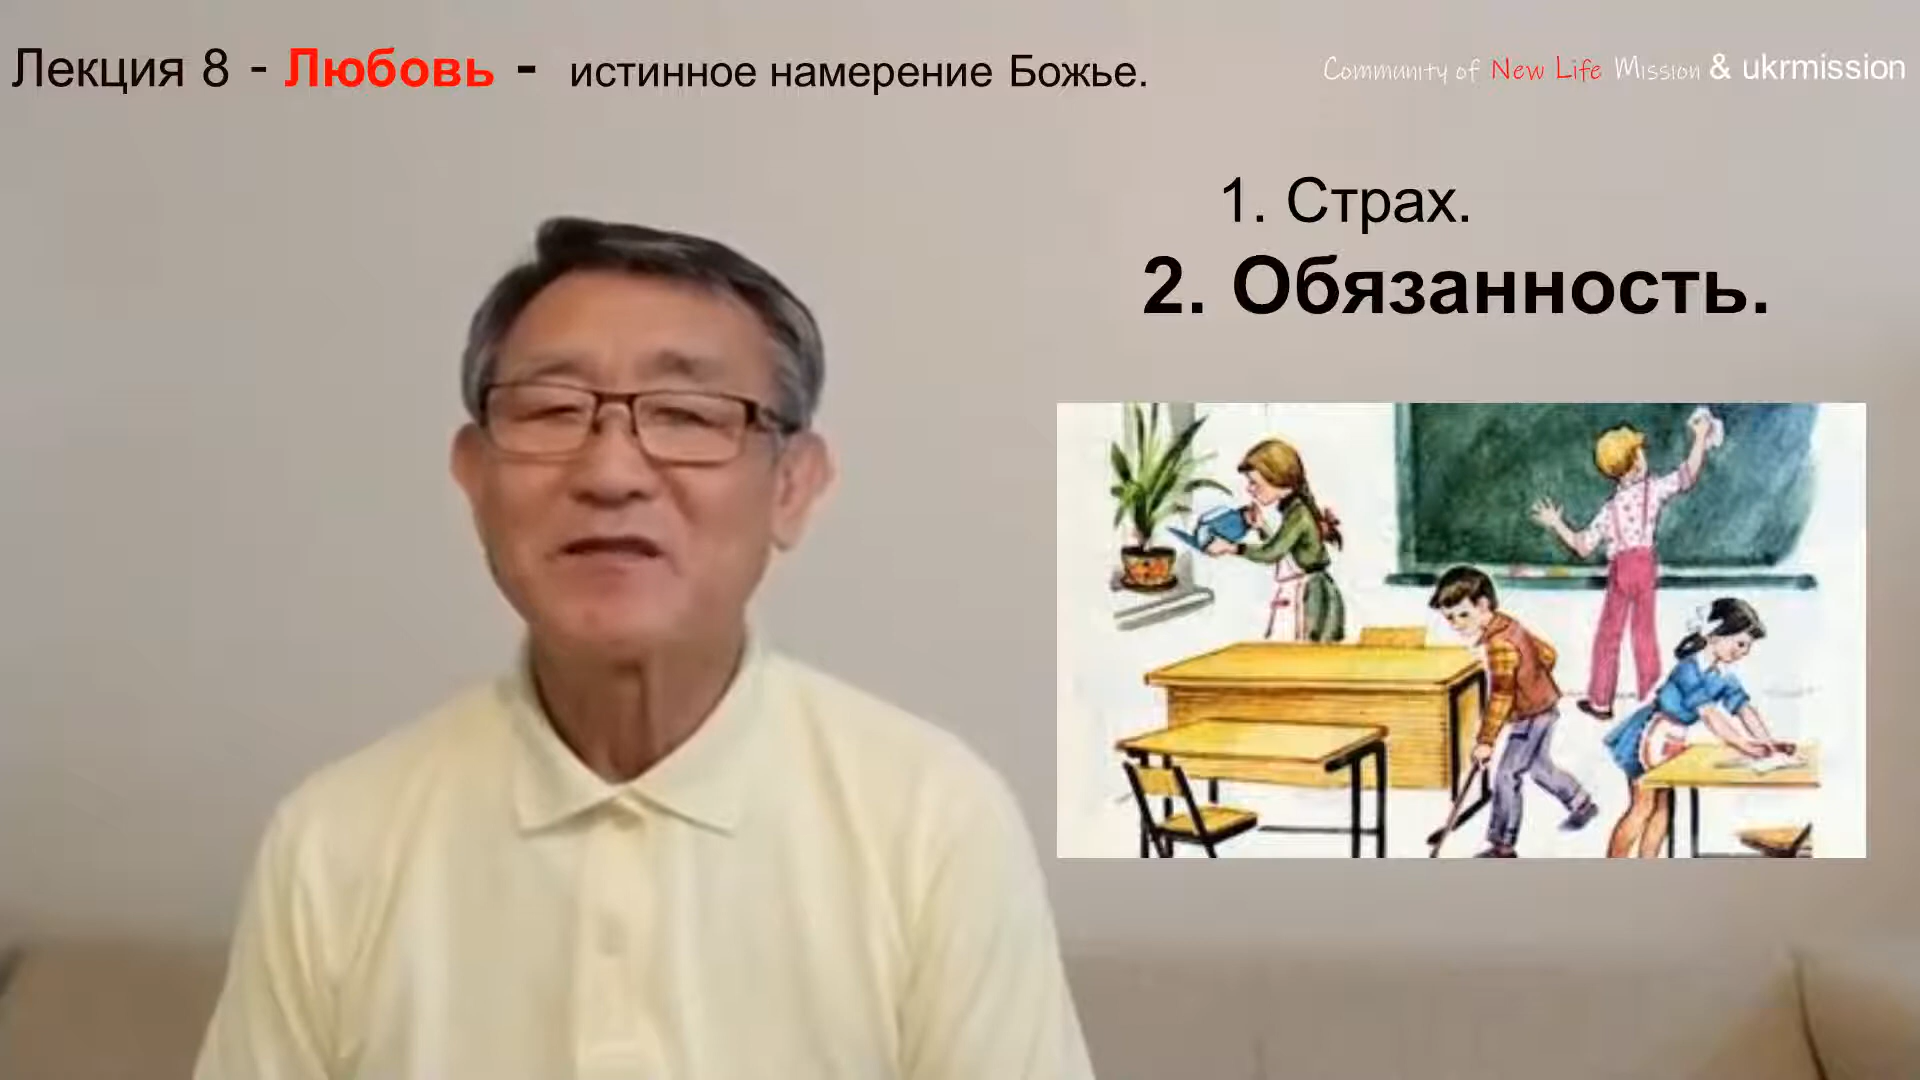 Лекция 8 - Любовь - истинное намерение Божье.
Community of New Life Mission & ukrmission
1. Страх.
2. Обязанность.